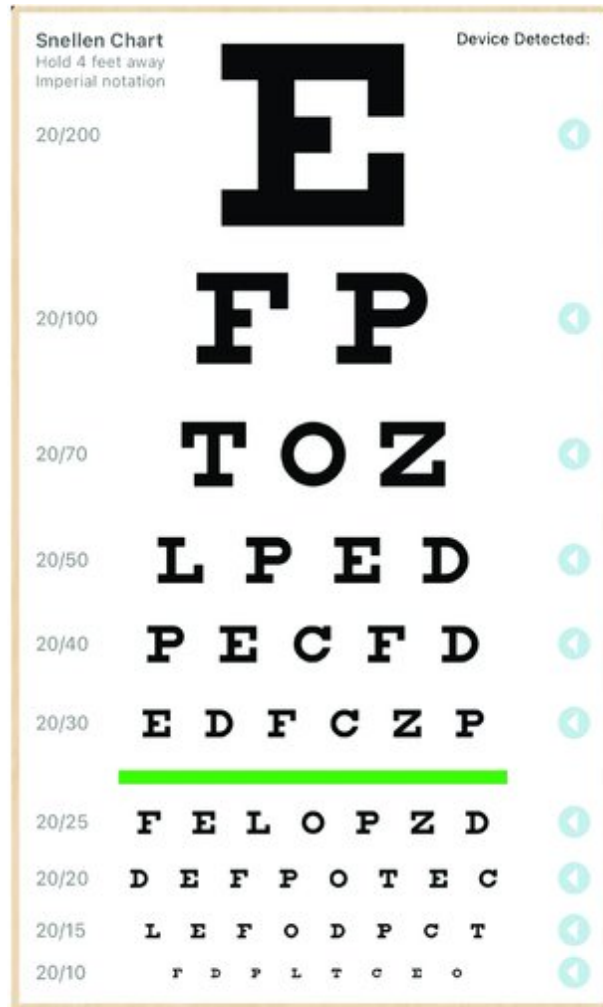 Snellen Chart
Device Detected:
Hold 4 feet away
Imperial notation
20/200 E
20/100 F P
20/70 T O Z
20/50 L P E D
20/40 P E C F D
20/30 E D F C Z P
20/25 F E L O P Z D
20/20 D E F P O T E C
20/15 L E F O D P C T
20/10 F D P L T C E O